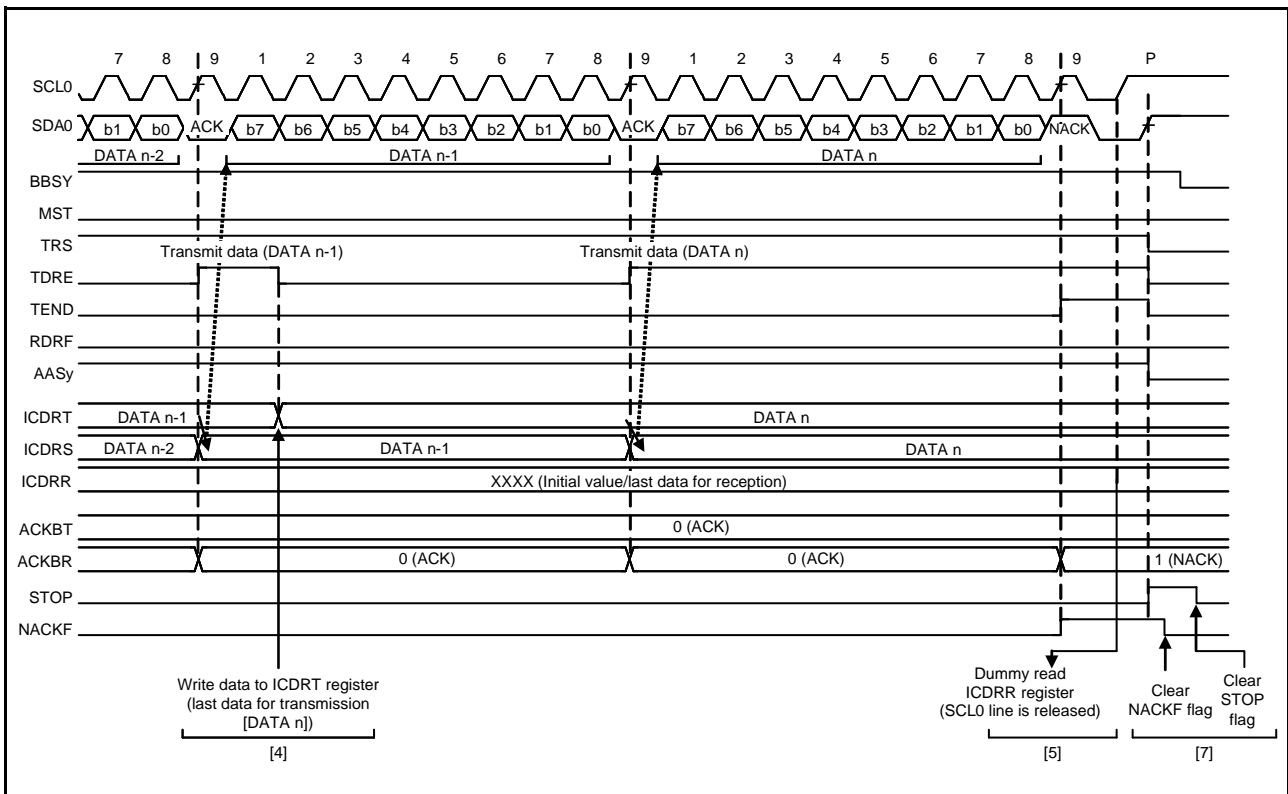 7 8 9 1 2 3 4 5 6 7 8 9 1 2 3 4 5 6 7 8 9 P
SCL0
SDA0 b1 b0 ACK b7 b6 b5 b4 b3 b2 b1 b0 ACK b7 b6 b5 b4 b3 b2 b1 b0 NACK
DATA n-2 DATA n-1 DATA n
BBSY
MST
TRS
Transmit data (DATA n-1) Transmit data (DATA n)
TDRE
TEND
RDRF
AASy
ICDRT DATA n-1 DATA n
ICDRS DATA n-2 DATA n-1 DATA n
ICDRR XXXX (Initial value/last data for reception)
ACKBT 0 (ACK)
ACKBR 0 (ACK) 0 (ACK) 1 (NACK)
STOP
NACKF
Write data to ICDRT register
(last data for transmission
[DATA n])
[4]
Dummy read
ICDRR register
(SCL0 line is released)
[5]
Clear
NACKF flag
Clear
STOP
flag
[7]